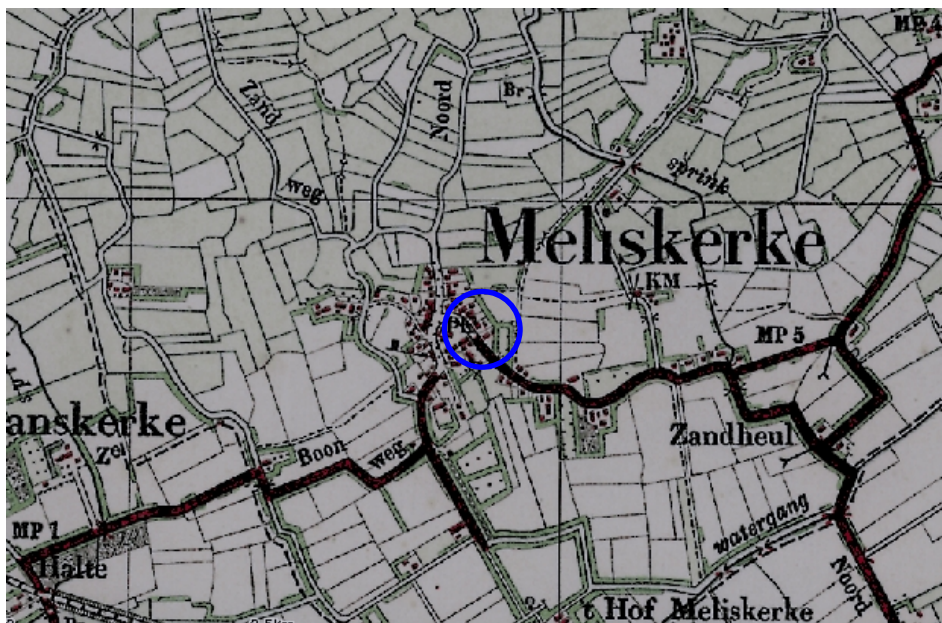 MP 4
Zand
weg
Noord
Br.
sprink
Meliskerke
KM
MP 5
anskerke
Zel
Boon
weg
Zandheul
MP 1
Halte
watergang
Noord
't Hof Meliskerke